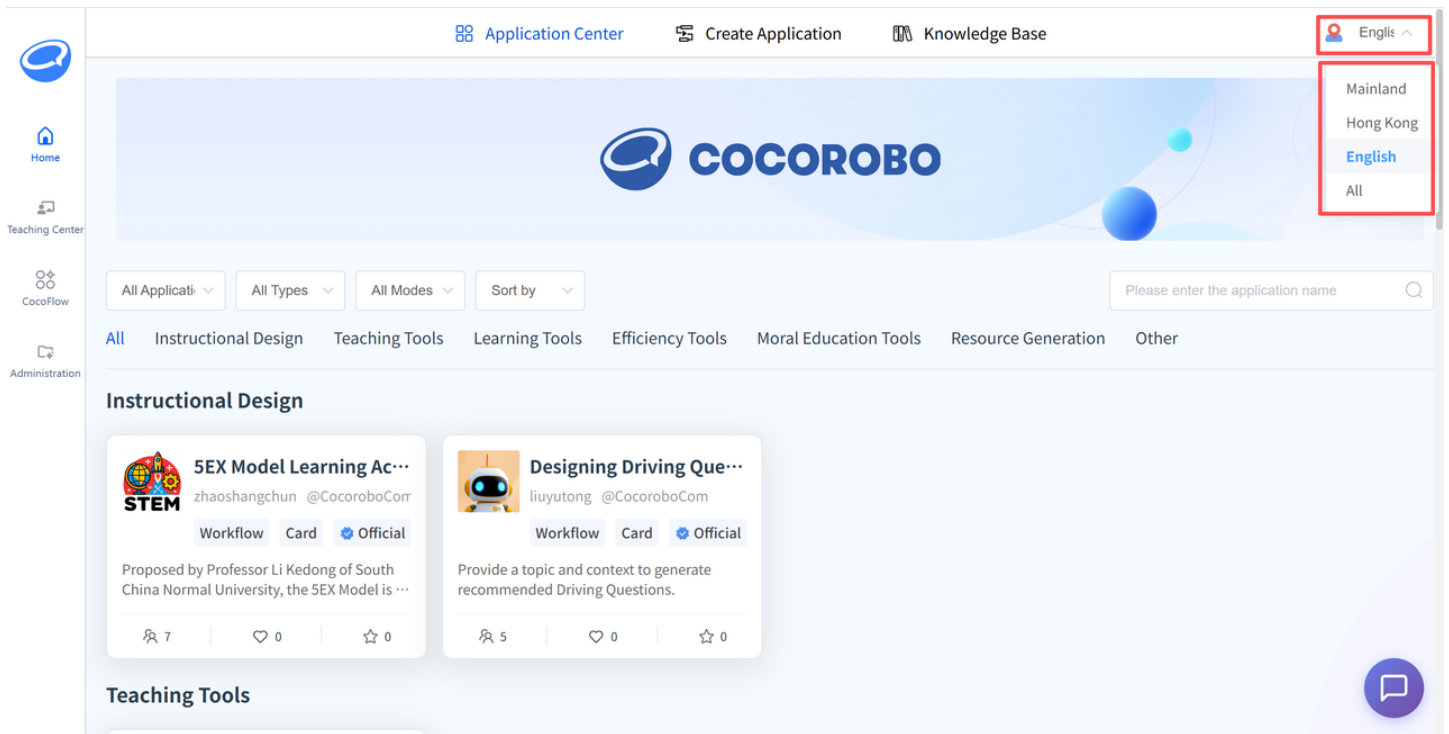 Application Center
Create Application
Knowledge Base
Englis
Mainland
Hong Kong
English
All
Home
Teaching Center
CocoFlow
Administration
COCOROBO
All Applicati
All Types
All Modes
Sort by
Please enter the application name
All
Instructional Design
Teaching Tools
Learning Tools
Efficiency Tools
Moral Education Tools
Resource Generation
Other
Instructional Design
STEM
5EX Model Learning Ac···
zhaoshangchun @CocoroboCom
Workflow
Card
Official
Proposed by Professor Li Kedong of South
China Normal University, the 5EX Model is ···
7
0
0
Designing Driving Que···
liuyutong @CocoroboCom
Workflow
Card
Official
Provide a topic and context to generate
recommended Driving Questions.
5
0
0
Teaching Tools